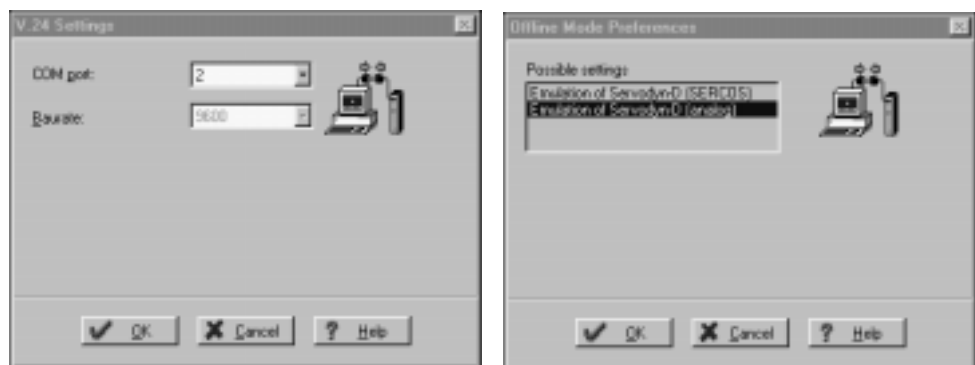 V.24 Settings
COM port: 2
Baurate: 9600
OK Cancel Help
Offline Mode Preferences
Possible settings
Emulation of Servodyn-D (SERCOS)
Emulation of Servodyn-D (analog)
OK Cancel Help